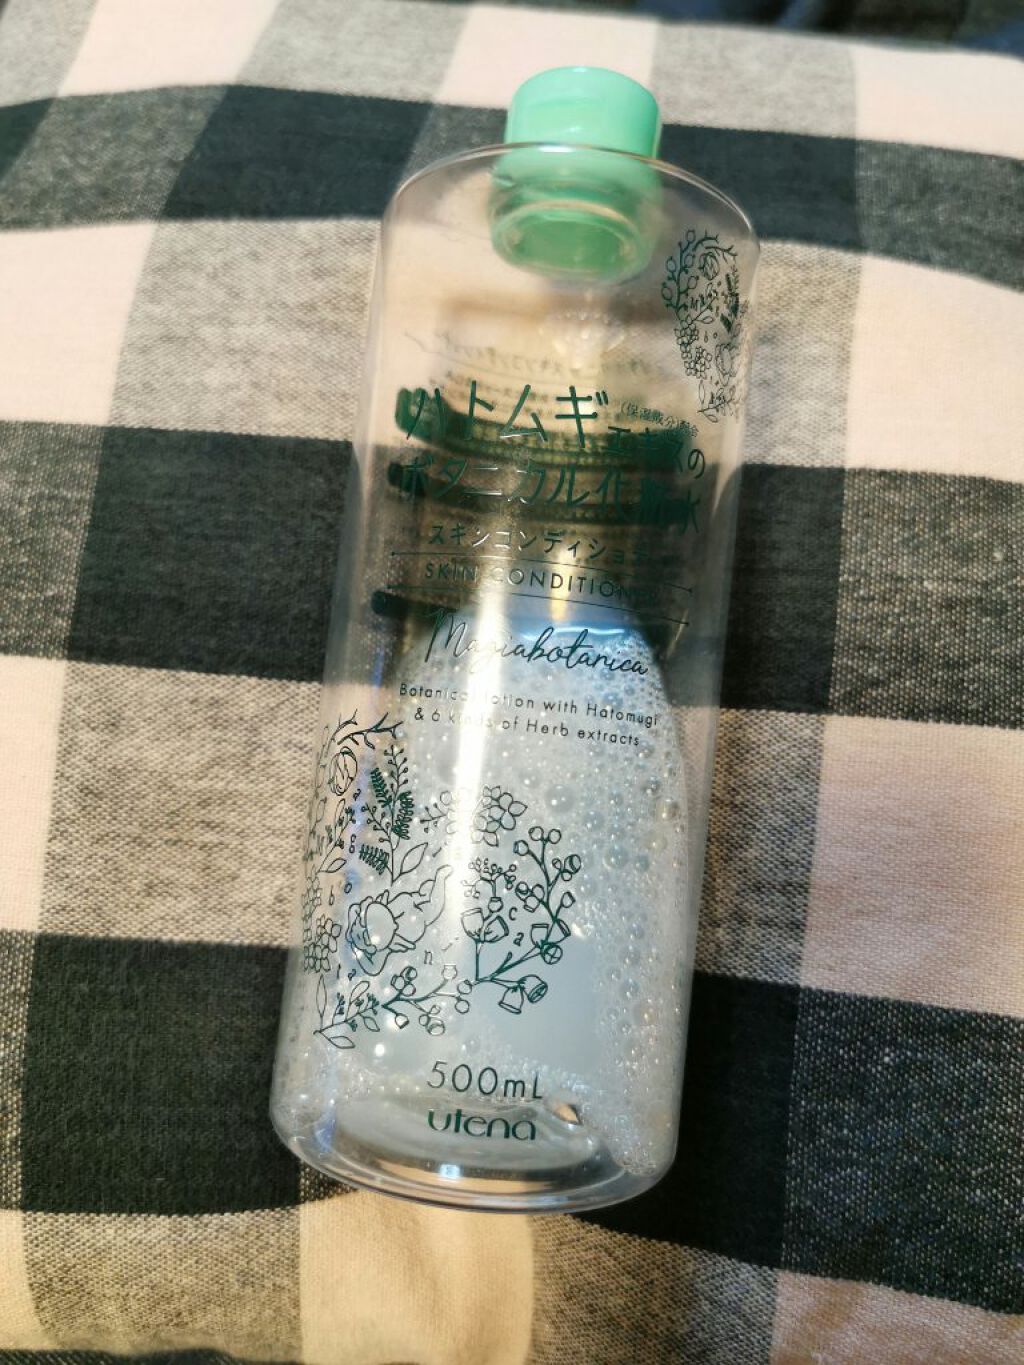 ハトムギエキスの
(保湿成分)配合
ボタニカル化粧水
スキンコンディショナー
SKIN CONDITIONER
Magiabotanica
Botanical lotion with Hatomugi
& 6 kinds of Herb extracts
500mL
utena